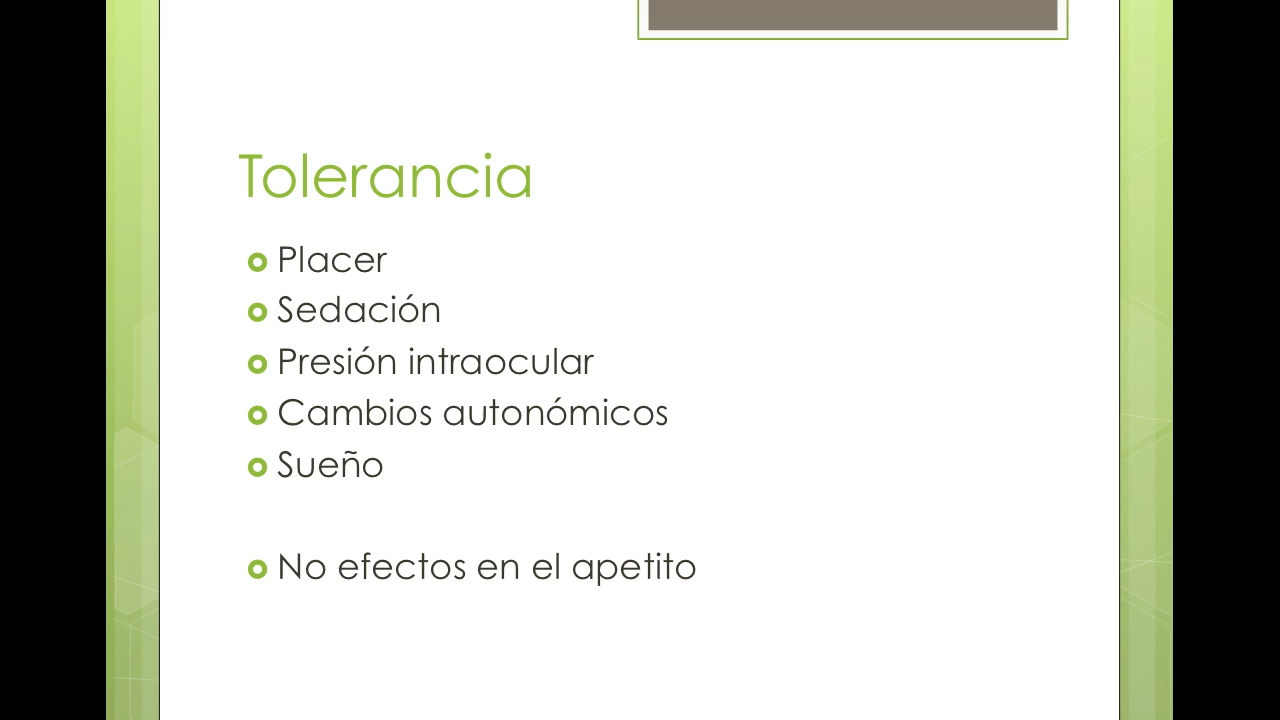 Tolerancia
Placer
Sedación
Presión intraocular
Cambios autonómicos
Sueño
No efectos en el apetito